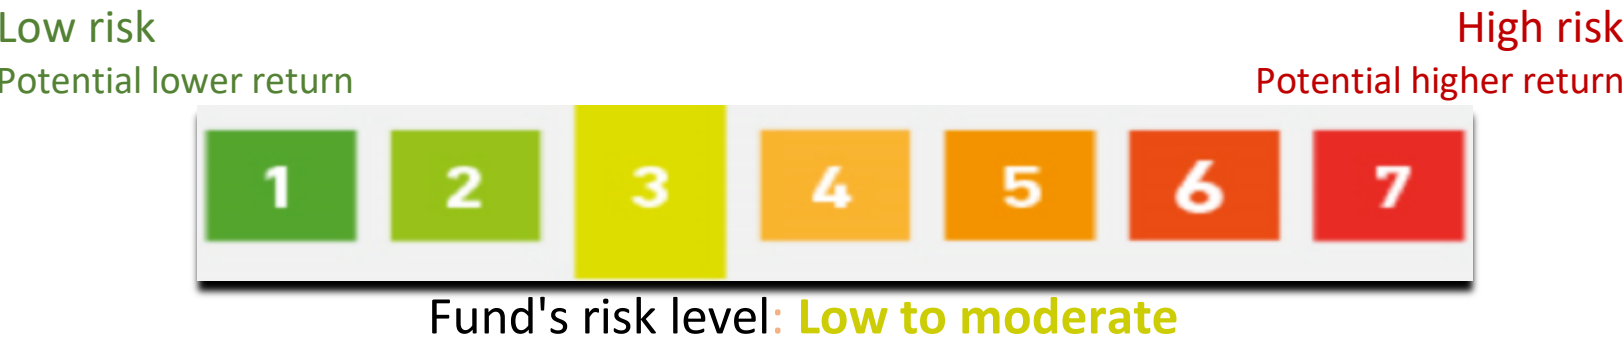 Low risk
High risk
Potential lower return
Potential higher return
1 2 3 4 5 6 7
Fund's risk level: Low to moderate